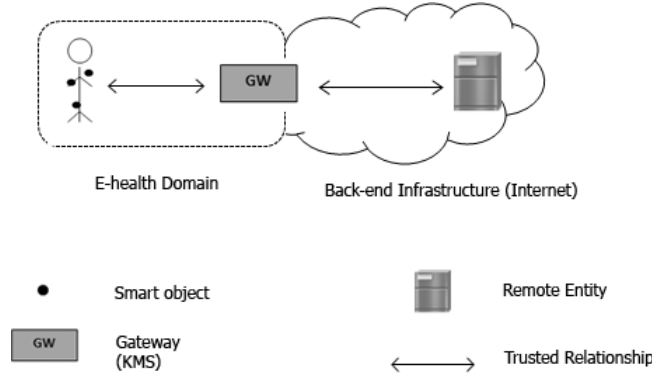 GW
E-health Domain
Back-end Infrastructure (Internet)
Smart object
Remote Entity
GW
Gateway
(KMS)
Trusted Relationship